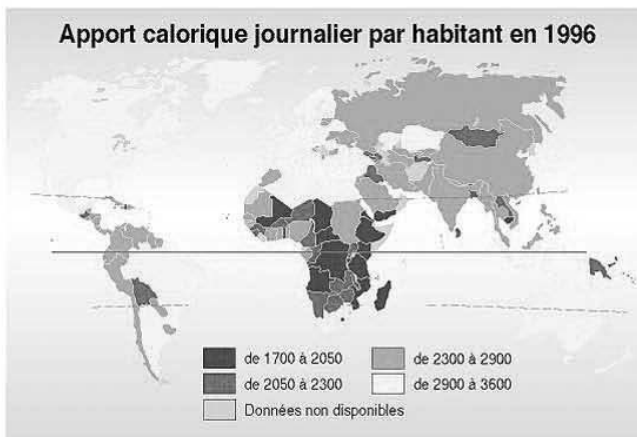 Apport calorique journalier par habitant en 1996
de 1700 à 2050
de 2300 à 2900
de 2050 à 2300
de 2900 à 3600
Données non disponibles